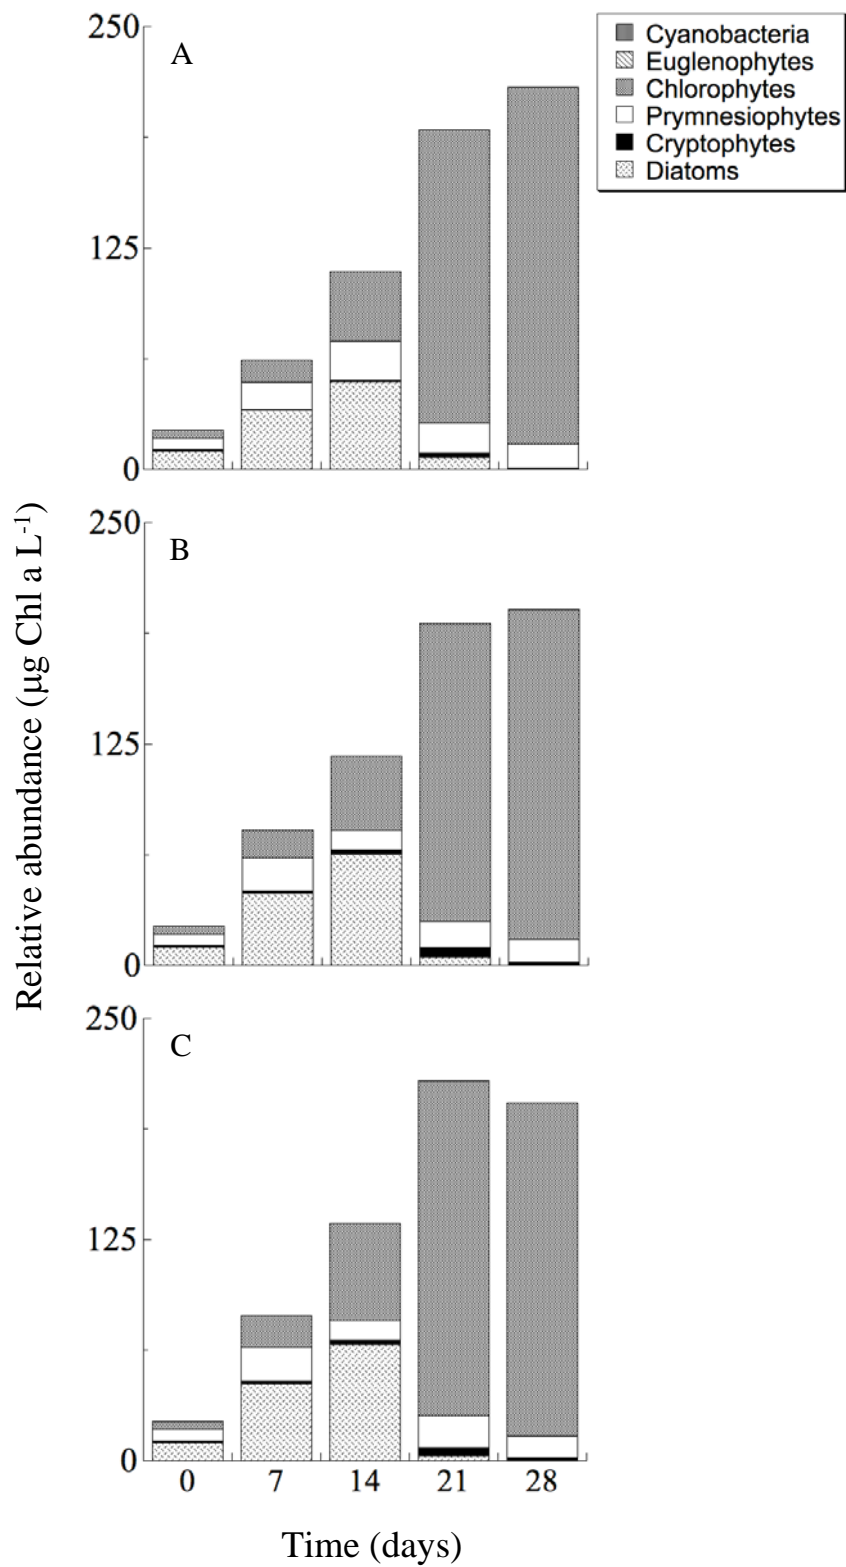 250
A
125
0
Cyanobacteria
Euglenophytes
Chlorophytes
Prymnesiophytes
Cryptophytes
Diatoms
Relative abundance (µg Chl a L-1)
250
B
125
0
250
C
125
0
0 7 14 21 28
Time (days)